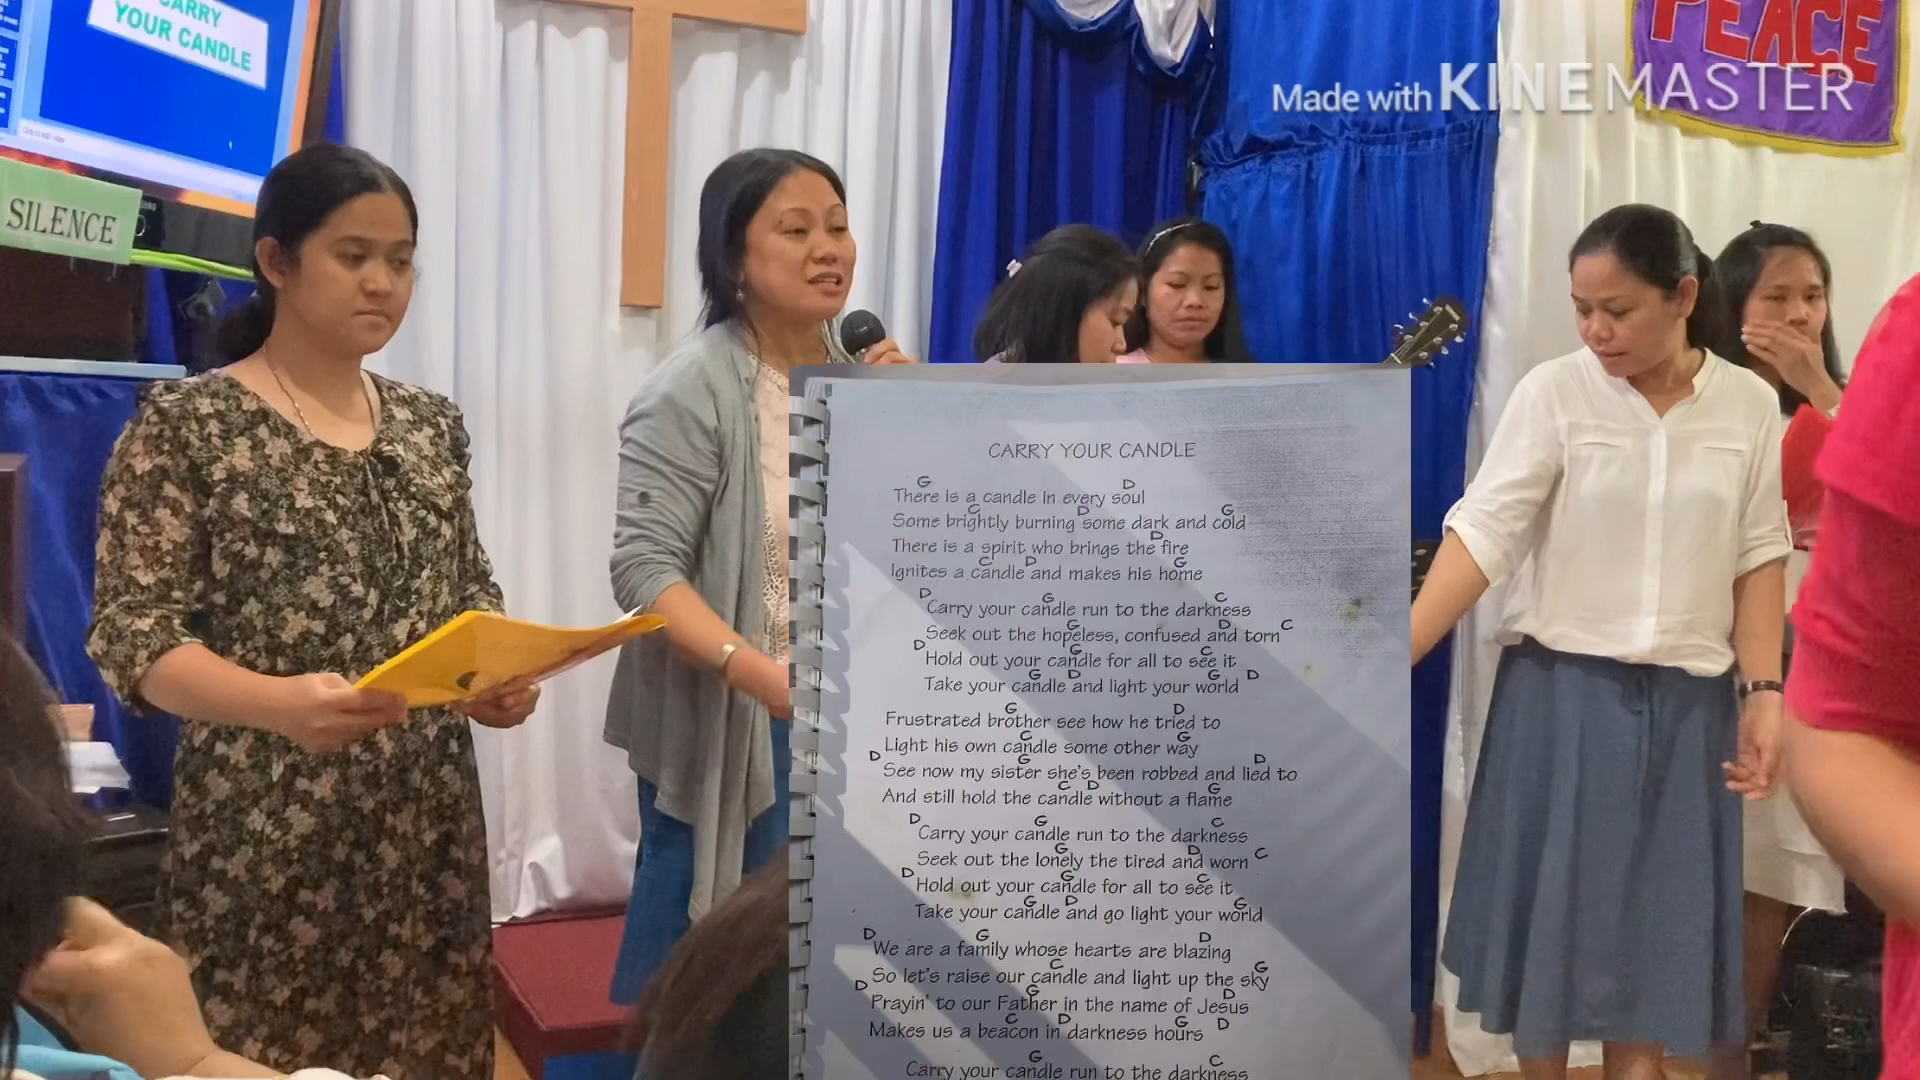 CARRY
YOUR CANDLE
SILENCE
Made with KINEMASTER
PEACE
CARRY YOUR CANDLE
G D
There is a candle in every soul
C D G
Some brightly burning some dark and cold
D
There is a spirit who brings the fire
C D G
Ignites a candle and makes his home
D G C
Carry your candle run to the darkness
G D C
Seek out the hopeless, confused and torn
D G C
Hold out your candle for all to see it
G D G D
Take your candle and light your world
G D
Frustrated brother see how he tried to
C G
Light his own candle some other way
D G D
See now my sister she's been robbed and lied to
C D G
And still hold the candle without a flame
D G C
Carry your candle run to the darkness
G D C
Seek out the lonely the tired and worn
D G C
Hold out your candle for all to see it
G D G
Take your candle and go light your world
D G D
We are a family whose hearts are blazing
C G
So let's raise our candle and light up the sky
D G D
Prayin' to our Father in the name of Jesus
C D G D
Makes us a beacon in darkness hours
G C
Carry your candle run to the darkness